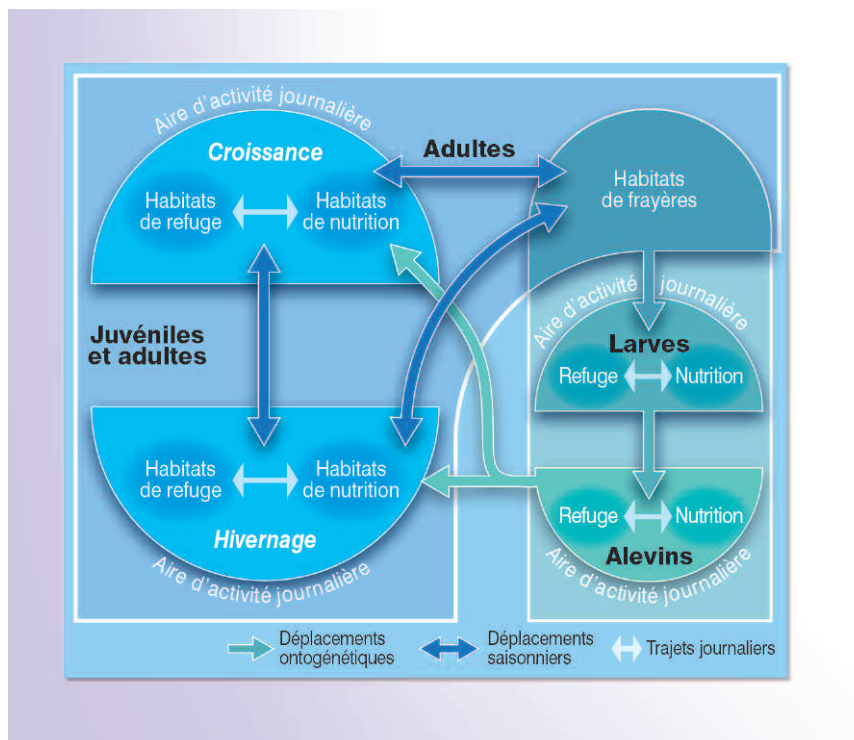 Aire d'activité journalière
Croissance
Habitats
de refuge
Habitats
de nutrition
Adultes
Habitats
de frayères
Juvéniles
et adultes
Aire d'activité journalière
Larves
Refuge
Nutrition
Habitats
de refuge
Habitats
de nutrition
Hivernage
Aire d'activité journalière
Refuge
Nutrition
Alevins
Aire d'activité journalière
Déplacements
ontogénétiques
Déplacements
saisonniers
Trajets journaliers